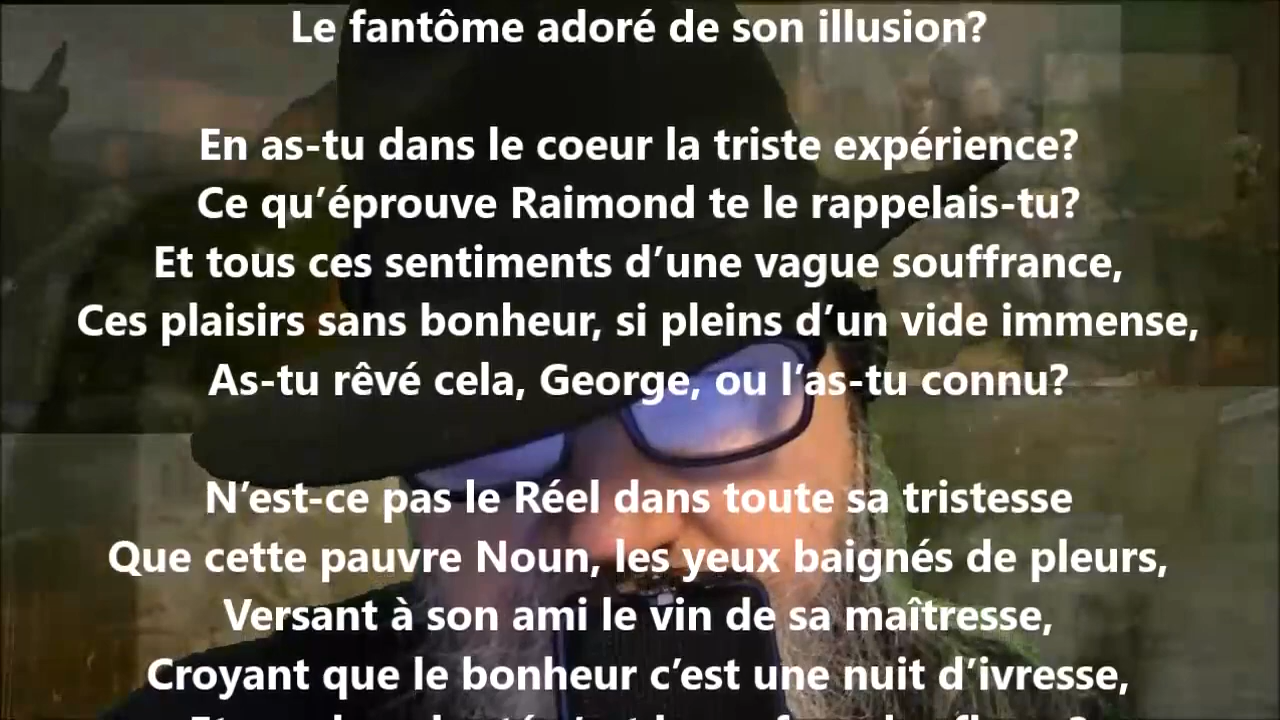 Le fantôme adoré de son illusion?
En as-tu dans le coeur la triste expérience?
Ce qu’éprouve Raimond te le rappelais-tu?
Et tous ces sentiments d’une vague souffrance,
Ces plaisirs sans bonheur, si pleins d’un vide immense,
As-tu rêvé cela, George, ou l’as-tu connu?
N’est-ce pas le Réel dans toute sa tristesse
Que cette pauvre Noun, les yeux baignés de pleurs,
Versant à son ami le vin de sa maîtresse,
Croyant que le bonheur c’est une nuit d’ivresse,